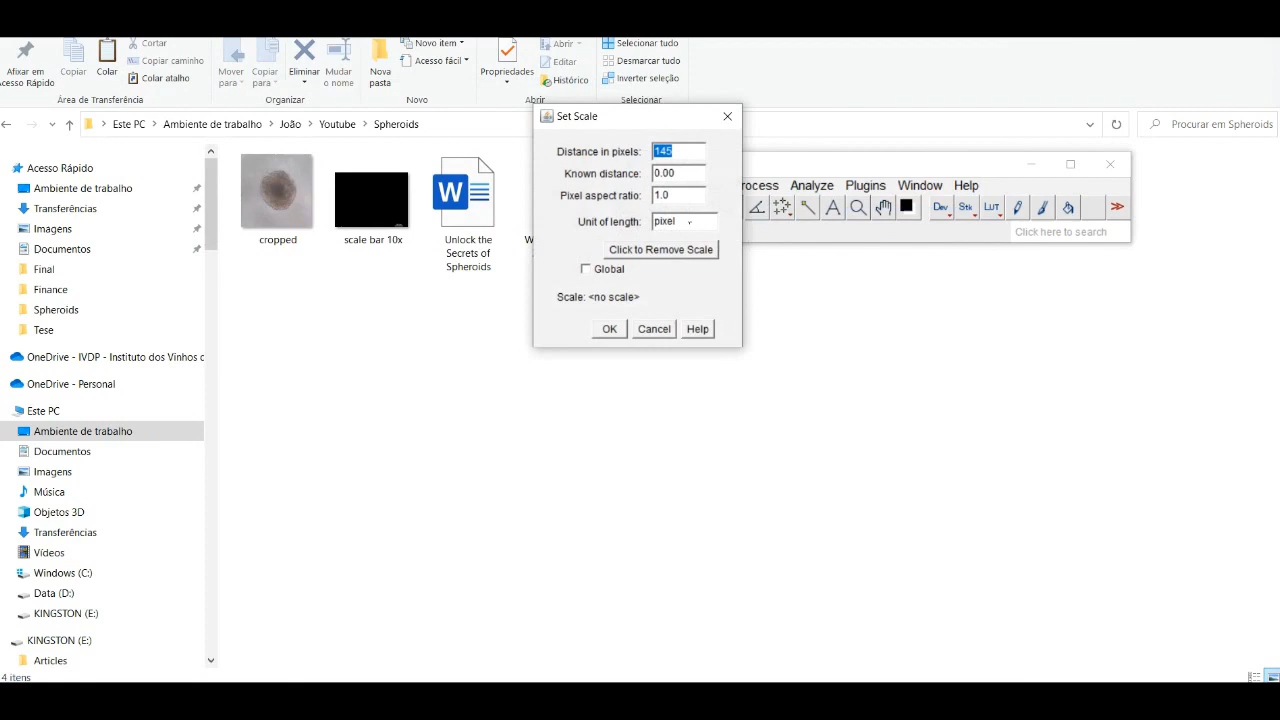 Cortar
Copiar caminho
Colar atalho
Afixar em
Acesso Rápido
Copiar
Colar
Mover
para
Copiar
para
Eliminar
Mudar
o nome
Nova
pasta
Novo item
Acesso fácil
Propriedades
Abrir
Editar
Histórico
Selecionar tudo
Desmarcar tudo
Inverter seleção
Área de Transferência
Organizar
Novo
Abrir
Selecionar
Este PC > Ambiente de trabalho > João > Youtube > Spheroids
Procurar em Spheroids
Acesso Rápido
Ambiente de trabalho
Transferências
Imagens
Documentos
Final
Finance
Spheroids
Tese
OneDrive - IVDP - Instituto dos Vinhos c
OneDrive - Personal
Este PC
Ambiente de trabalho
Documentos
Imagens
Música
Objetos 3D
Transferências
Vídeos
Windows (C:)
Data (D:)
KINGSTON (E:)
KINGSTON (E:)
Articles
4 itens
cropped
scale bar 10x
W
Unlock the
Secrets of
Spheroids
W
Set Scale
Distance in pixels: 145
Known distance: 0.00
Pixel aspect ratio: 1.0
Unit of length: pixel
Click to Remove Scale
Global
Scale: <no scale>
OK
Cancel
Help
rocess Analyze Plugins Window Help
A
Dev
Stk
LUT
>>
Click here to search